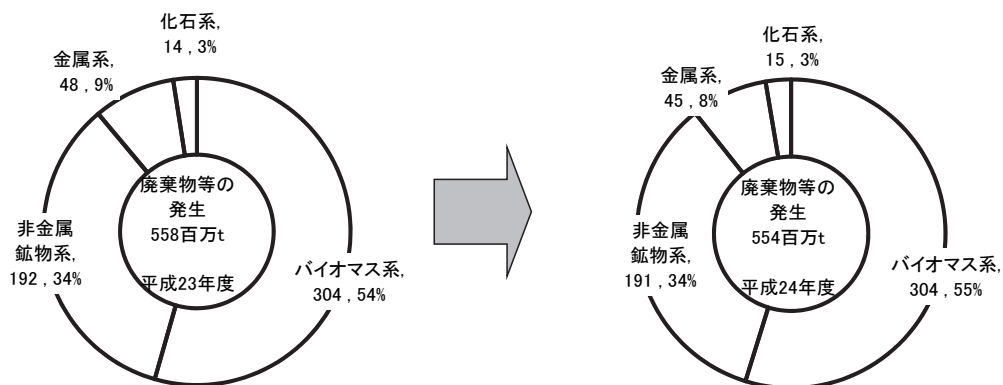 化石系,
14 , 3%
金属系,
48 , 9%
廃棄物等の
発生
558百万t
平成23年度
非金属
鉱物系,
192 , 34%
バイオマス系,
304 , 54%
化石系,
15 , 3%
金属系,
45 , 8%
廃棄物等の
発生
554百万t
平成24年度
非金属
鉱物系,
191 , 34%
バイオマス系,
304 , 55%